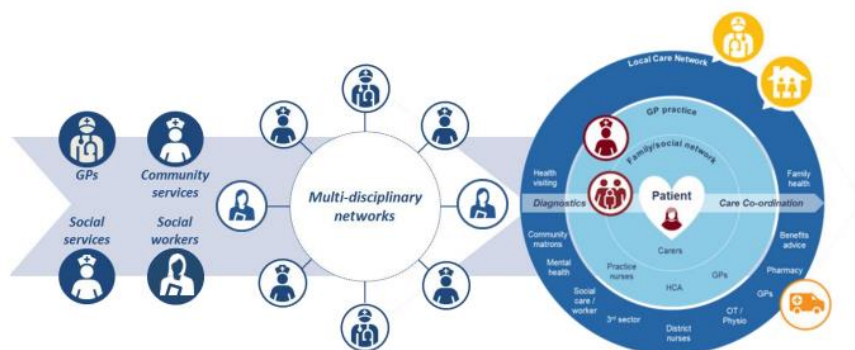 GPs
Community
services
Social
services
Social
workers
Multi-disciplinary
networks
Local Care Network
GP practice
Family/social network
Health
visiting
Family
health
Patient
Diagnostics
Care Co-ordination
Community
matrons
Benefits
advice
Carers
Mental
health
Pharmacy
Practice
nurses
GPs
HCA
GPs
Social
care /
worker
OT /
Physio
3rd sector
District
nurses